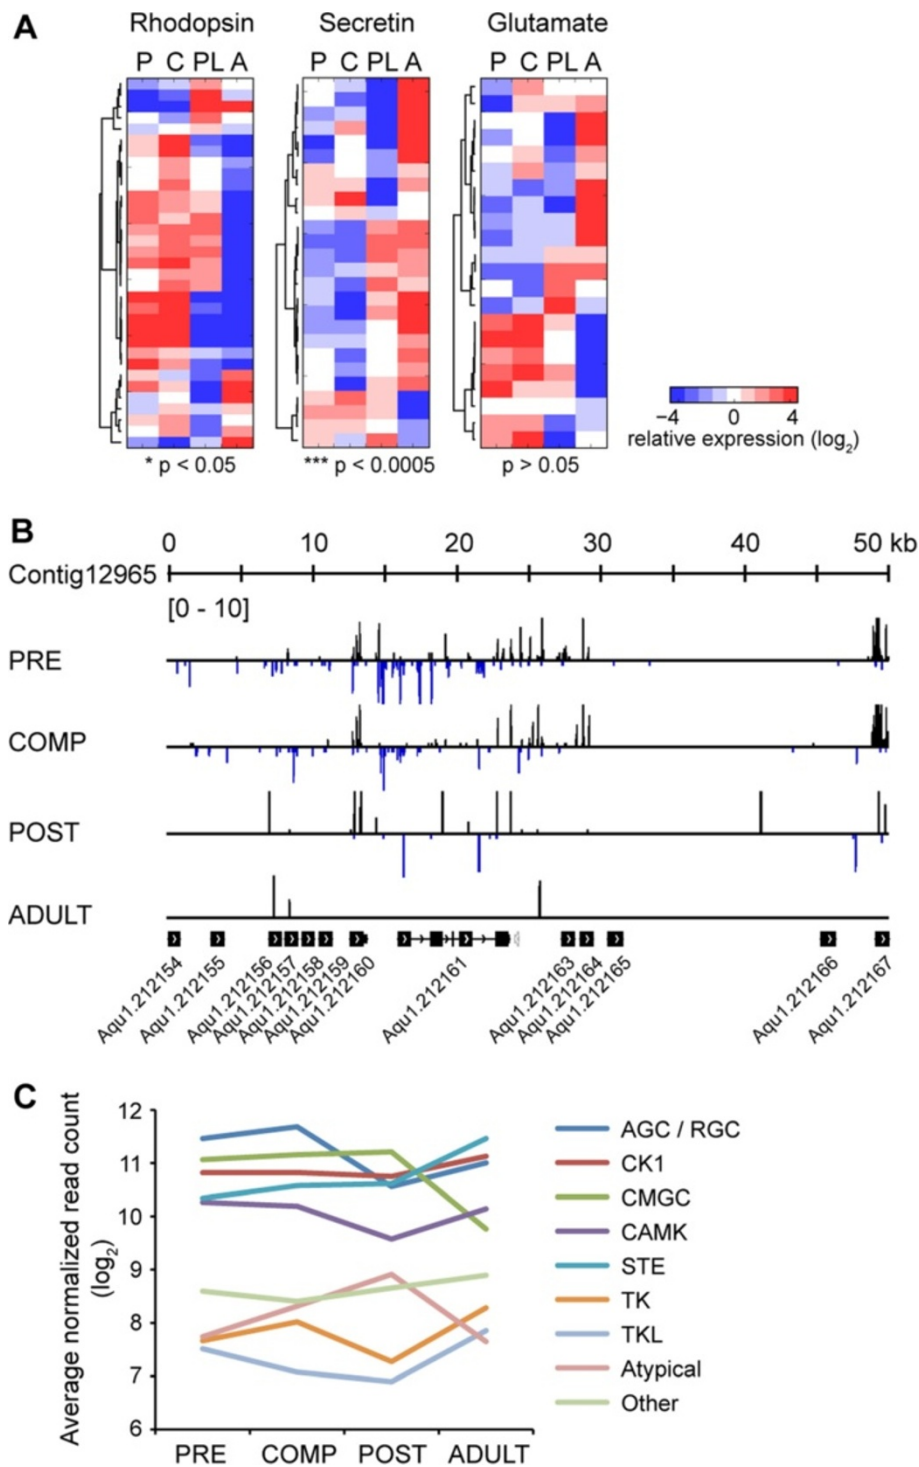 A
Rhodopsin Secretin Glutamate
P C PL A P C PL A P C PL A
* p < 0.05 *** p < 0.0005 p > 0.05
−4 0 4
relative expression (log2)
B
0 10 20 30 40 50 kb
Contig12965
[0 - 10]
PRE
COMP
POST
ADULT
Aqu1.212154
Aqu1.212155
Aqu1.212156
Aqu1.212157
Aqu1.212158
Aqu1.212159
Aqu1.212160
Aqu1.212161
Aqu1.212163
Aqu1.212164
Aqu1.212165
Aqu1.212166
Aqu1.212167
C
Average normalized read count
(log2)
12
11
10
9
8
7
6
PRE COMP POST ADULT
AGC / RGC
CK1
CMGC
CAMK
STE
TK
TKL
Atypical
Other